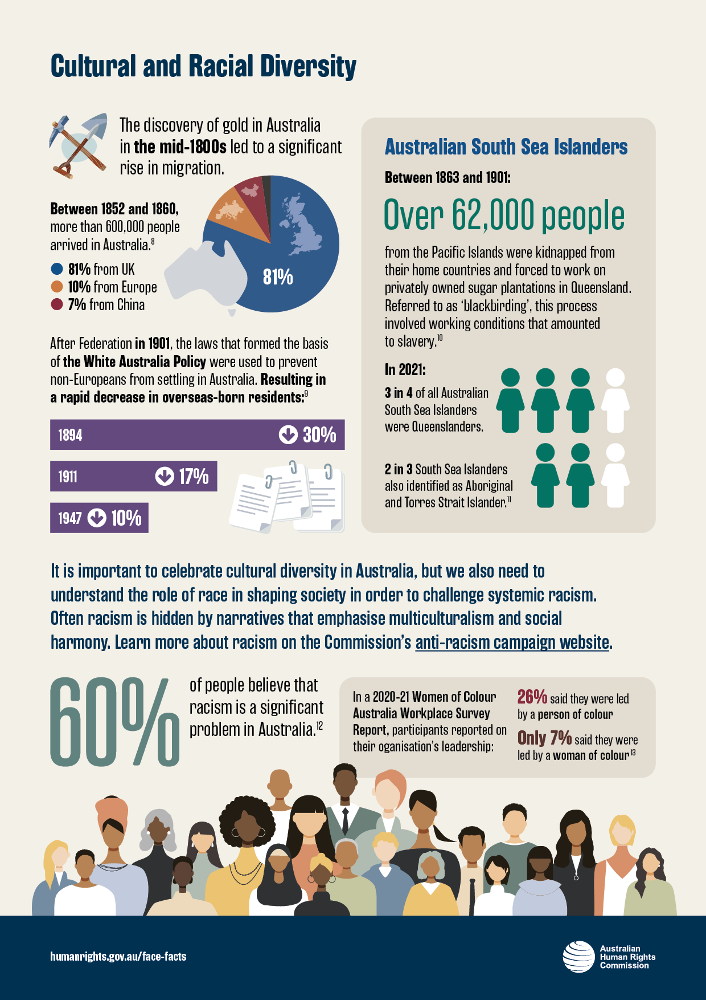 Cultural and Racial Diversity
The discovery of gold in Australia
in the mid-1800s led to a significant
rise in migration.
Between 1852 and 1860,
more than 600,000 people
arrived in Australia.8
81% from UK
10% from Europe
7% from China
81%
After Federation in 1901, the laws that formed the basis
of the White Australia Policy were used to prevent
non-Europeans from settling in Australia. Resulting in
a rapid decrease in overseas-born residents:9
1894 30%
1911 17%
1947 10%
Australian South Sea Islanders
Between 1863 and 1901:
Over 62,000 people
from the Pacific Islands were kidnapped from
their home countries and forced to work on
privately owned sugar plantations in Queensland.
Referred to as ‘blackbirding’, this process
involved working conditions that amounted
to slavery.10
In 2021:
3 in 4 of all Australian
South Sea Islanders
were Queenslanders.
2 in 3 South Sea Islanders
also identified as Aboriginal
and Torres Strait Islander.11
It is important to celebrate cultural diversity in Australia, but we also need to
understand the role of race in shaping society in order to challenge systemic racism.
Often racism is hidden by narratives that emphasise multiculturalism and social
harmony. Learn more about racism on the Commission’s anti-racism campaign website.
60%
of people believe that
racism is a significant
problem in Australia.12
In a 2020-21 Women of Colour
Australia Workplace Survey
Report, participants reported on
their oganisation’s leadership:
26% said they were led
by a person of colour
Only 7% said they were
led by a woman of colour13
humanrights.gov.au/face-facts
Australian
Human Rights
Commission